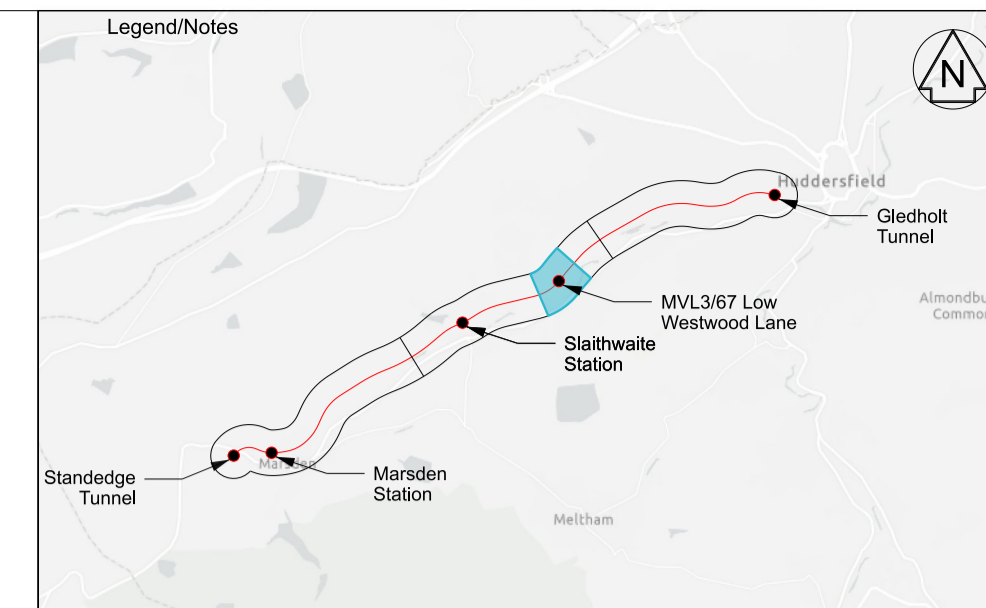 Legend/Notes
N
Huddersfield
Gledholt
Tunnel
Almondbu
Common
MVL3/67 Low
Westwood Lane
Slaithwaite
Station
Marsden
Standedge
Tunnel
Marsden
Station
Meltham